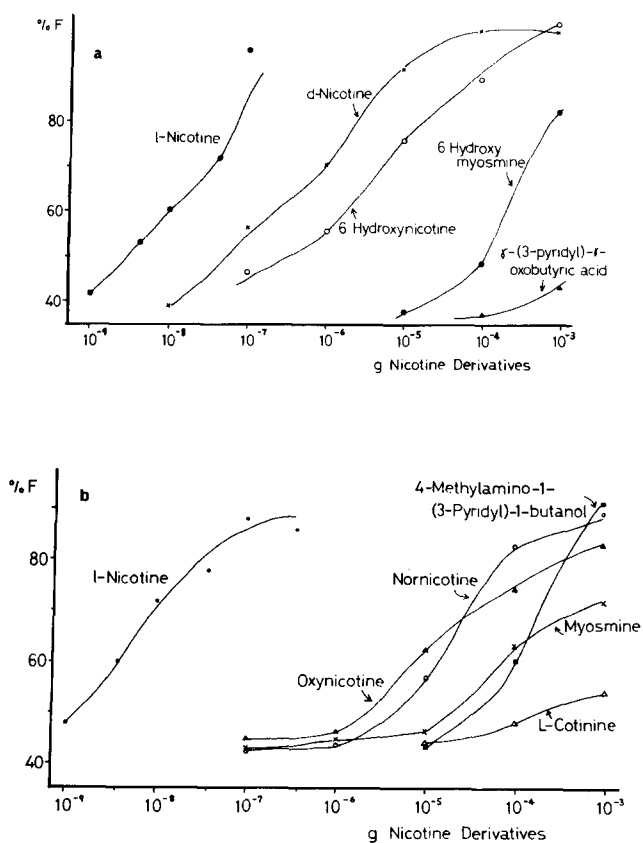 % F
a
l-Nicotine
d-Nicotine
6 Hydroxy
myosmine
80
60
40
6 Hydroxynicotine
γ-(3-pyridyl)-γ-
oxobutyric acid
10⁻⁹ 10⁻⁸ 10⁻⁷ 10⁻⁶ 10⁻⁵ 10⁻⁴ 10⁻³
g Nicotine Derivatives
% F
b
4-Methylamino-1-
(3-Pyridyl)-1-butanol
80
60
40
l-Nicotine
Nornicotine
Myosmine
Oxynicotine
L-Cotinine
10⁻⁹ 10⁻⁸ 10⁻⁷ 10⁻⁶ 10⁻⁵ 10⁻⁴ 10⁻³
g Nicotine Derivatives